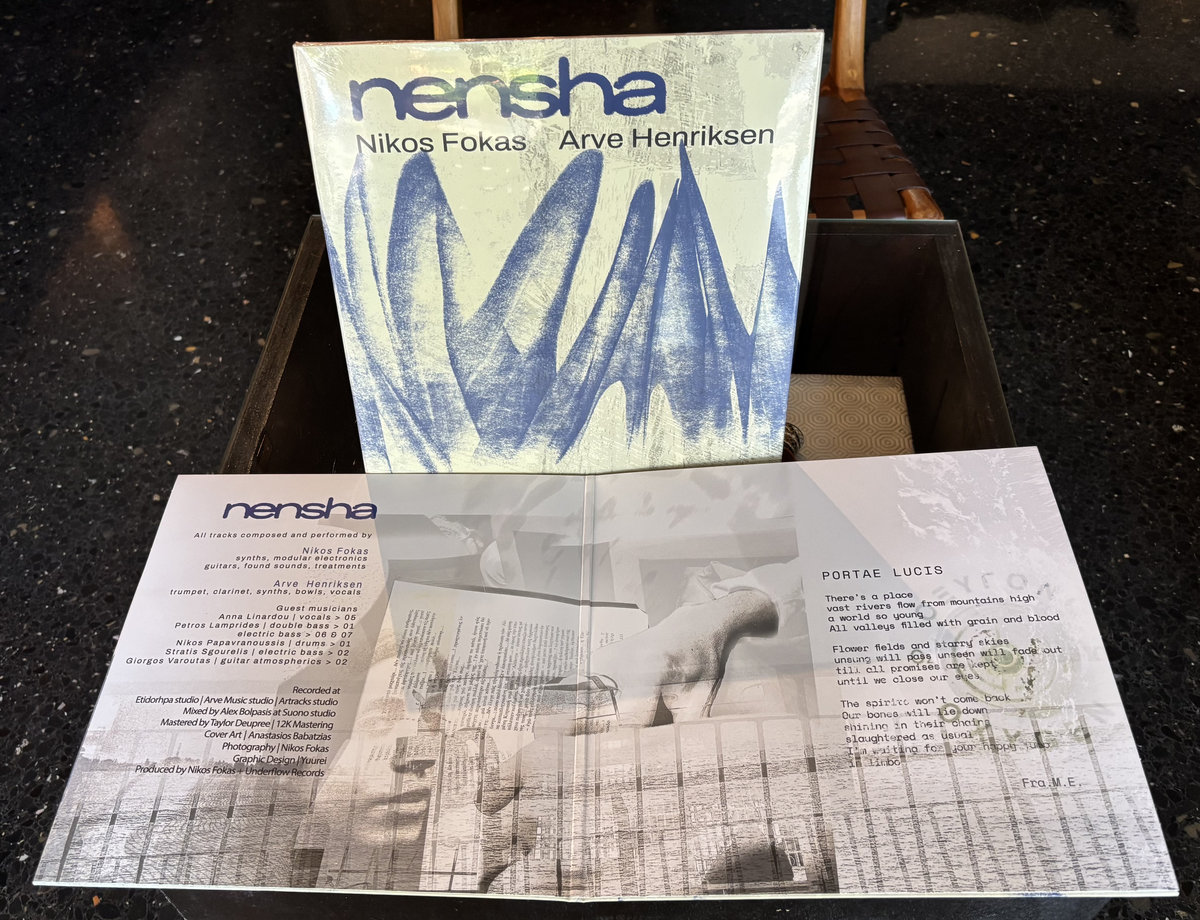 nensha
Nikos Fokas Arve Henriksen
nensha
All tracks composed and performed by
Nikos Fokas
synths, modular electronics
guitars, found sounds, treatments
Arve Henriksen
trumpet, clarinet, synths, bowls, vocals
Guest musicians
Anna Linardou | vocals > 05
Petros Lamprides | double bass > 01
electric bass > 06 & 07
Nikos Papavranoussis | drums > 01
Stratis Sgourelis | electric bass > 02
Giorgos Varoutas | guitar atmospherics > 02
Recorded at
Etidorhpa studio | Arve Music studio | Artracks studio
Mixed by Alex Bolpasis at Suono studio
Mastered by Taylor Deupree | 12K Mastering
Cover Art | Anastasios Babatzias
Photography | Nikos Fokas
Graphic Design | Yuurei
Produced by Nikos Fokas + Underflow Records
PORTAE LUCIS
There's a place
vast rivers flow from mountains high
a world so young
All valleys filled with grain and blood
Flower fields and starry skies
unsung will pass unseen will fade out
till all promises are kept
until we close our eyes
The spirits won't come back
Our bones will lie down
shining in their chairs
slaughtered as usual
I'm waiting for your happy jump
in limbo
Fra.M.E.